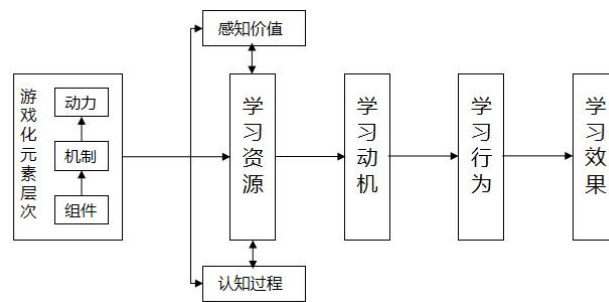 感知价值
游戏化元素层次
动力
机制
组件
学习资源
学习动机
学习行为
学习效果
认知过程